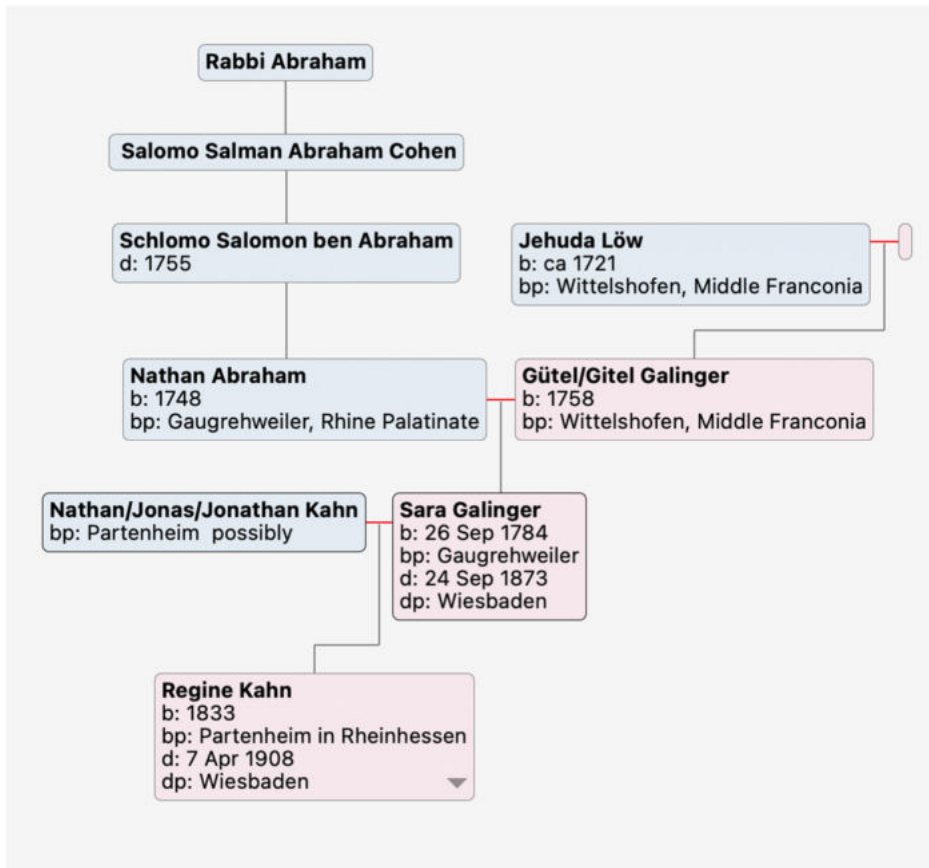 Rabbi Abraham
Salomo Salman Abraham Cohen
Schlomo Salomon ben Abraham
d: 1755
Jehuda Löw
b: ca 1721
bp: Wittelshofen, Middle Franconia
Nathan Abraham
b: 1748
bp: Gaugrehweiler, Rhine Palatinate
Gütel/Gitel Galinger
b: 1758
bp: Wittelshofen, Middle Franconia
Nathan/Jonas/Jonathan Kahn
bp: Partenheim  possibly
Sara Galinger
b: 26 Sep 1784
bp: Gaugrehweiler
d: 24 Sep 1873
dp: Wiesbaden
Regine Kahn
b: 1833
bp: Partenheim in Rheinhessen
d: 7 Apr 1908
dp: Wiesbaden